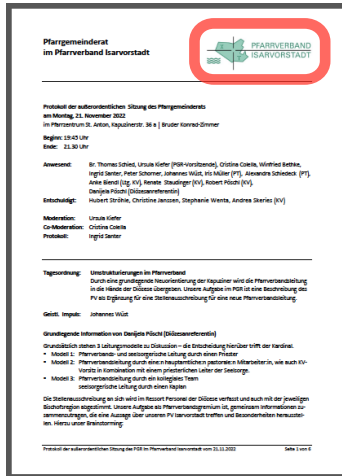 Pfarrgemeinderat
im Pfarrverband Isarvorstadt
PFARRVERBAND
ISARVORSTADT
Protokoll der außerordentlichen Sitzung des Pfarrgemeinderats
am Montag, 21. November 2022
im Pfarrzentrum St. Anton, Kapuzinerstr. 36 a | Bruder Konrad-Zimmer
Beginn: 19:45 Uhr
Ende: 21.30 Uhr
Anwesend: Br. Thomas Schied, Ursula Kiefer (PGR-Vorsitzende), Cristina Colella, Winfried Bethke,
Ingrid Santer, Peter Schorner, Johannes Wüst, Iris Müller (PT), Alexandra Schiedeck (PT),
Anke Biendl (Ltg. KV), Renate Staudinger (KV), Robert Pöschl (KV),
Danijela Pöschl (Diözesanreferentin)
Entschuldigt: Hubert Ströhle, Christine Janssen, Stephanie Wenta, Andrea Skeries (KV)
Moderation: Ursula Kiefer
Co-Moderation: Cristina Colella
Protokoll: Ingrid Santer
Tagesordnung: Umstrukturierungen im Pfarrverband
Durch eine grundlegende Neuorientierung der Kapuziner wird die Pfarrverbandsleitung
in die Hände der Diözese übergeben. Unsere Aufgabe im PGR ist eine Beschreibung des
PV als Ergänzung für eine Stellenausschreibung für eine neue Pfarrverbandsleitung.
Geistl. Impuls: Johannes Wüst
Grundlegende Information von Danijela Pöschl (Diözesanreferentin)
Grundsätzlich stehen 3 Leitungsmodelle zu Diskussion – die Entscheidung hierüber trifft der Kardinal.
• Modell 1: Pfarrverbands- und seelsorgerische Leitung durch einen Priester
• Modell 2: Pfarrverbandsleitung durch eine:n hauptamtliche:n pastorale:n Mitarbeiter:in, wie auch KV-
Vorsitz in Kombination mit einem priesterlichen Leiter der Seelsorge.
• Modell 3: Pfarrverbandsleitung durch ein kollegiales Team
seelsorgerische Leitung durch einen Kaplan
Die Stellenausschreibung an sich wird im Ressort Personal der Diözese verfasst und auch mit der jeweiligen
Bischofsregion abgestimmt. Unsere Aufgabe als Pfarrverbandsgremium ist, gemeinsam Informationen zu-
sammenzutragen, die eine Aussage über unseren PV Isarvorstadt treffen und Besonderheiten herausstel-
len. Hierzu unser Brainstorming:
Protokoll der außerordentlichen Sitzung des PGR im Pfarrverband Isarvorstadt vom 21.11.2022 Seite 1 von 6